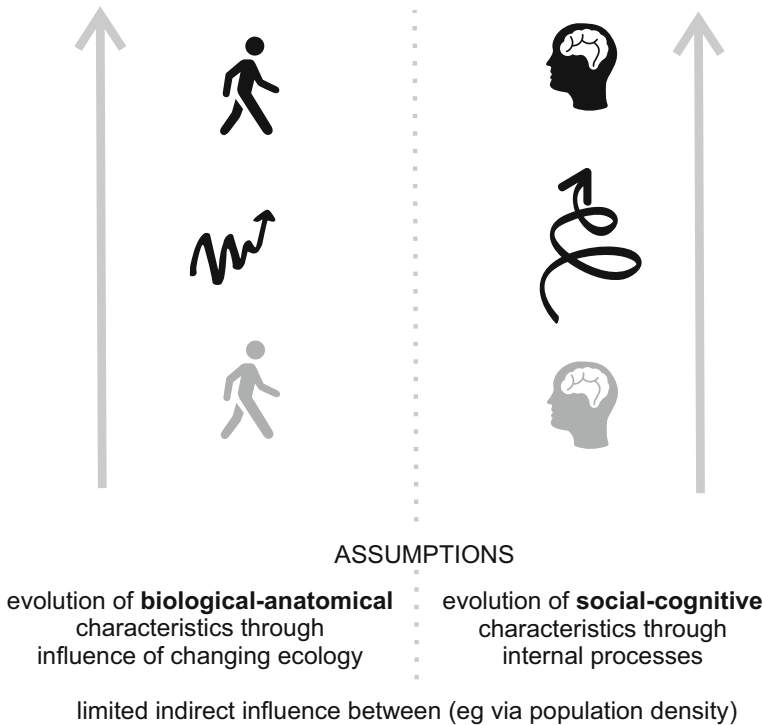 ASSUMPTIONS
evolution of biological-anatomical
characteristics through
influence of changing ecology
evolution of social-cognitive
characteristics through
internal processes
limited indirect influence between (eg via population density)